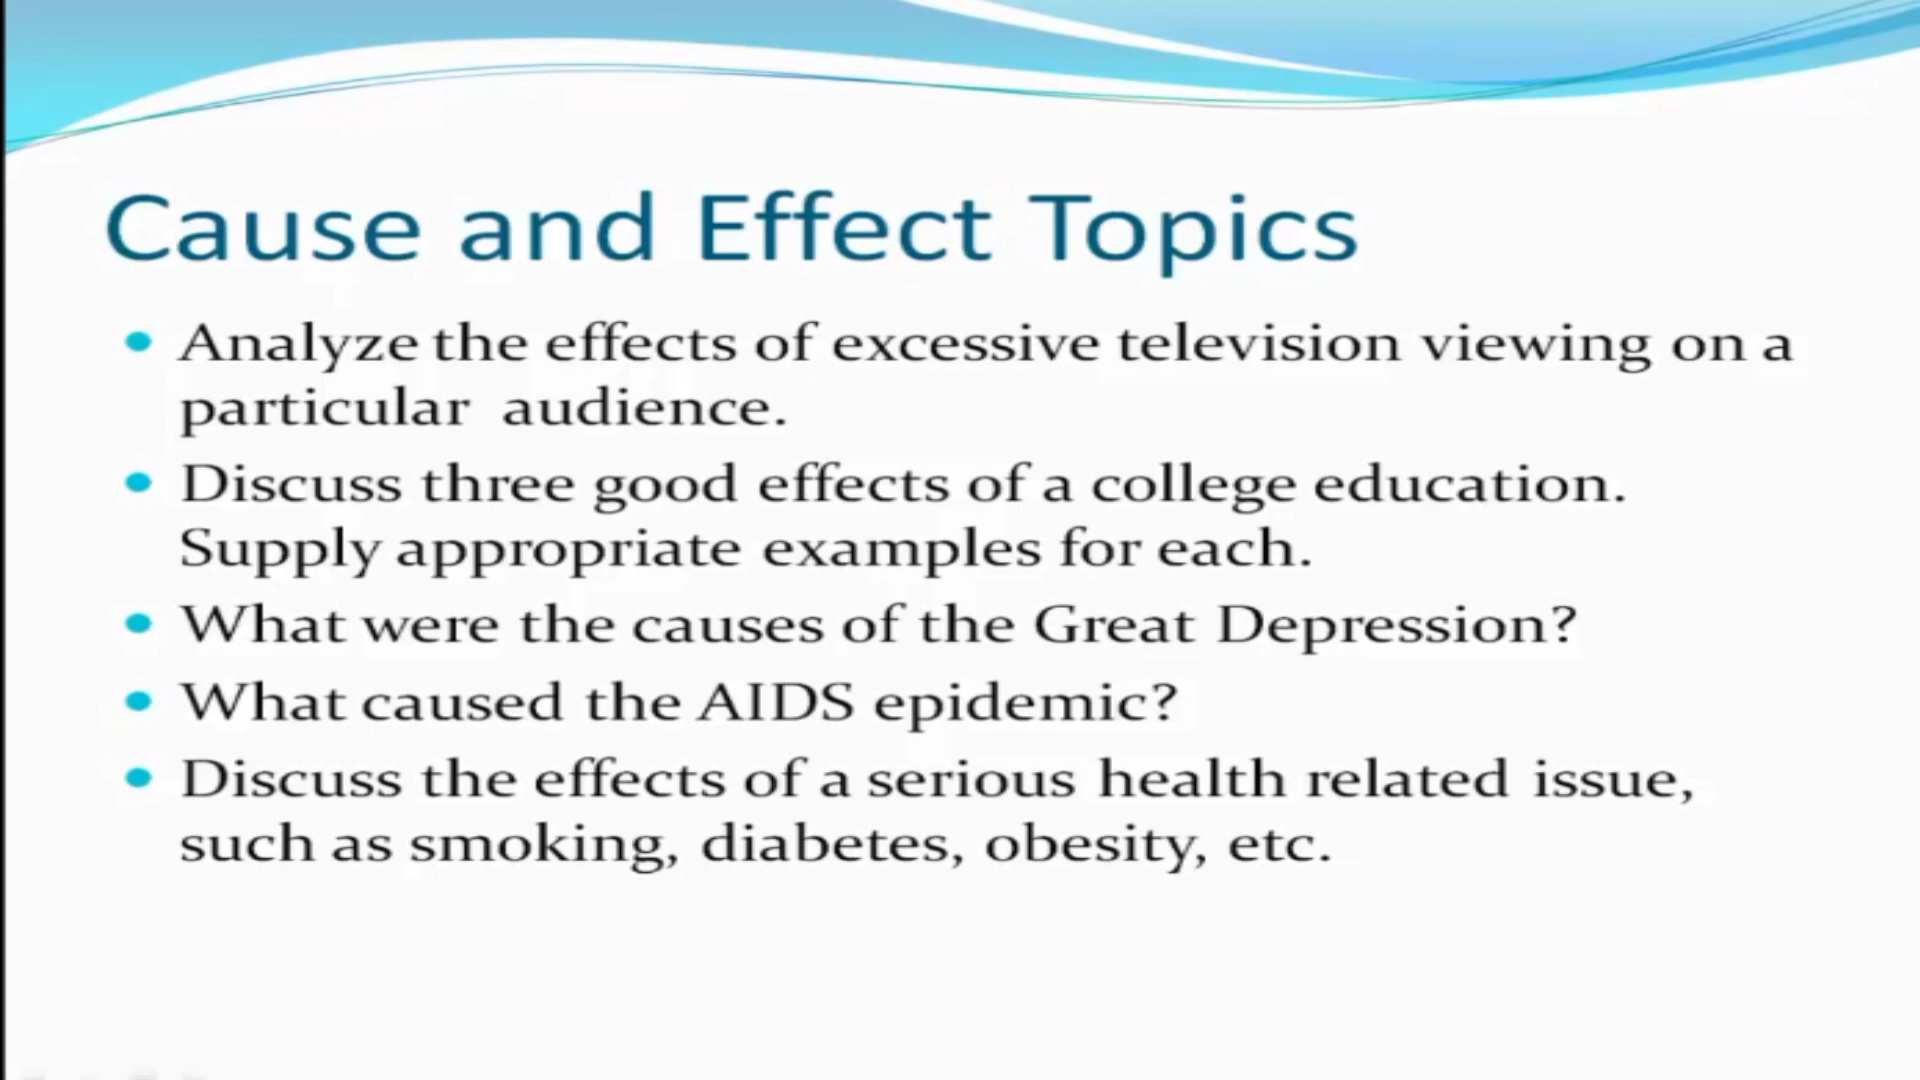 Cause and Effect Topics
• Analyze the effects of excessive television viewing on a
particular audience.
• Discuss three good effects of a college education.
Supply appropriate examples for each.
• What were the causes of the Great Depression?
• What caused the AIDS epidemic?
• Discuss the effects of a serious health related issue,
such as smoking, diabetes, obesity, etc.